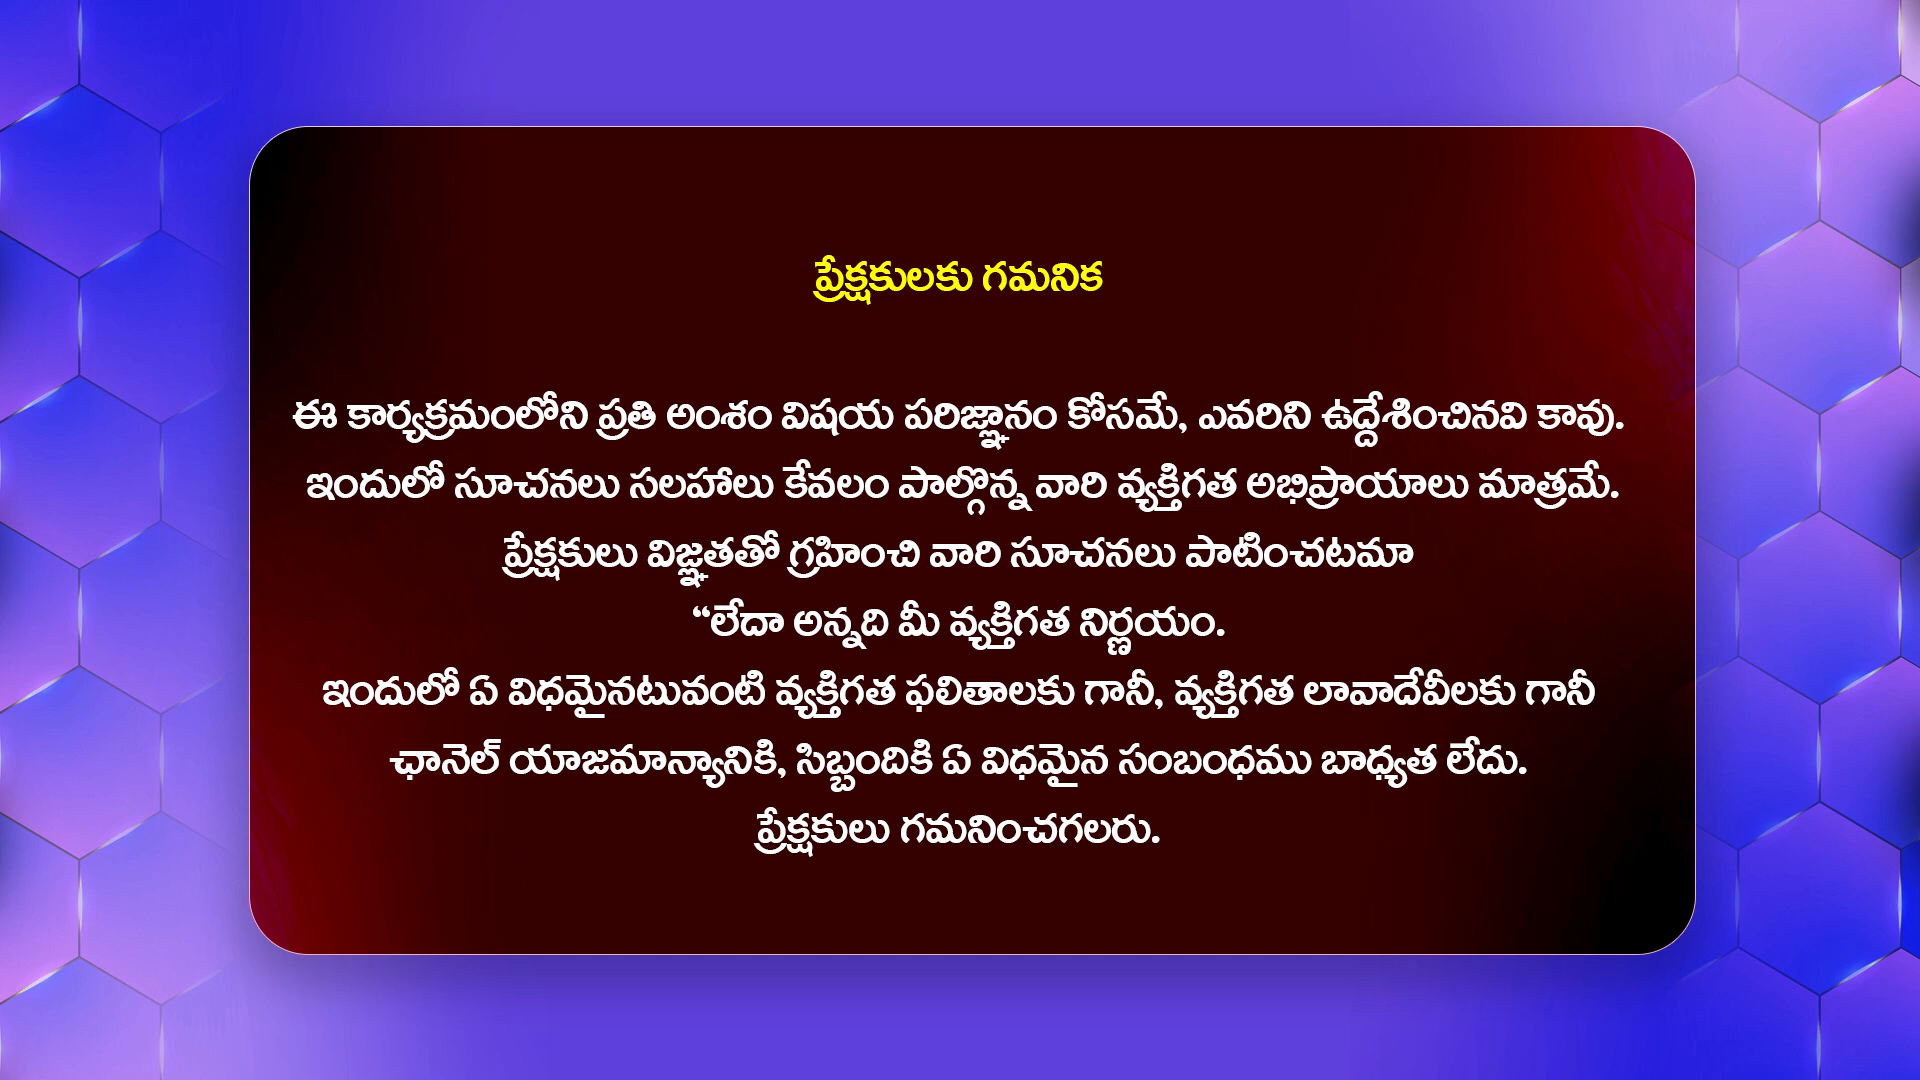 ప్రేక్షకులకు గమనిక
ఈ కార్యక్రమంలోని ప్రతి అంశం విషయ పరిజ్ఞానం కోసమే, ఎవరిని ఉద్దేశించినవి కావు.
ఇందులో సూచనలు సలహాలు కేవలం పాల్గొన్న వారి వ్యక్తిగత అభిప్రాయాలు మాత్రమే.
ప్రేక్షకులు విజ్ఞతతో గ్రహించి వారి సూచనలు పాటించటమా
“లేదా అన్నది మీ వ్యక్తిగత నిర్ణయం.
ఇందులో ఏ విధమైనటువంటి వ్యక్తిగత ఫలితాలకు గానీ, వ్యక్తిగత లావాదేవీలకు గానీ
ఛానెల్ యాజమాన్యానికి, సిబ్బందికి ఏ విధమైన సంబంధము బాధ్యత లేదు.
ప్రేక్షకులు గమనించగలరు.